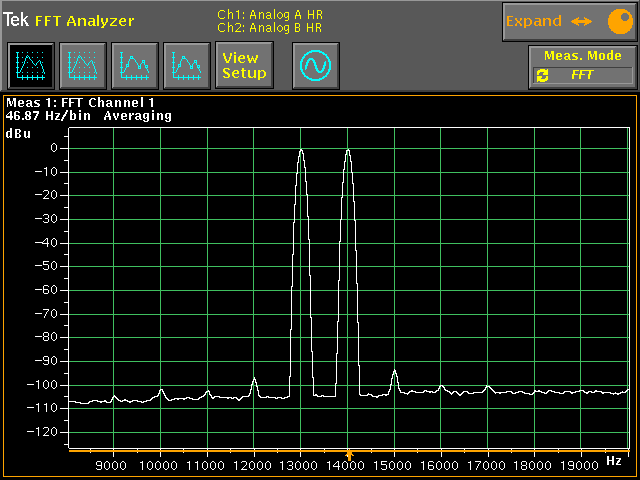 Tek FFT Analyzer
Ch1: Analog A HR
Ch2: Analog B HR
Expand
View
Setup
Meas. Mode
FFT
Meas 1: FFT Channel 1
46.87 Hz/bin Averaging
dBu
0
-10
-20
-30
-40
-50
-60
-70
-80
-90
-100
-110
-120
9000 10000 11000 12000 13000 14000 15000 16000 17000 18000 19000 Hz